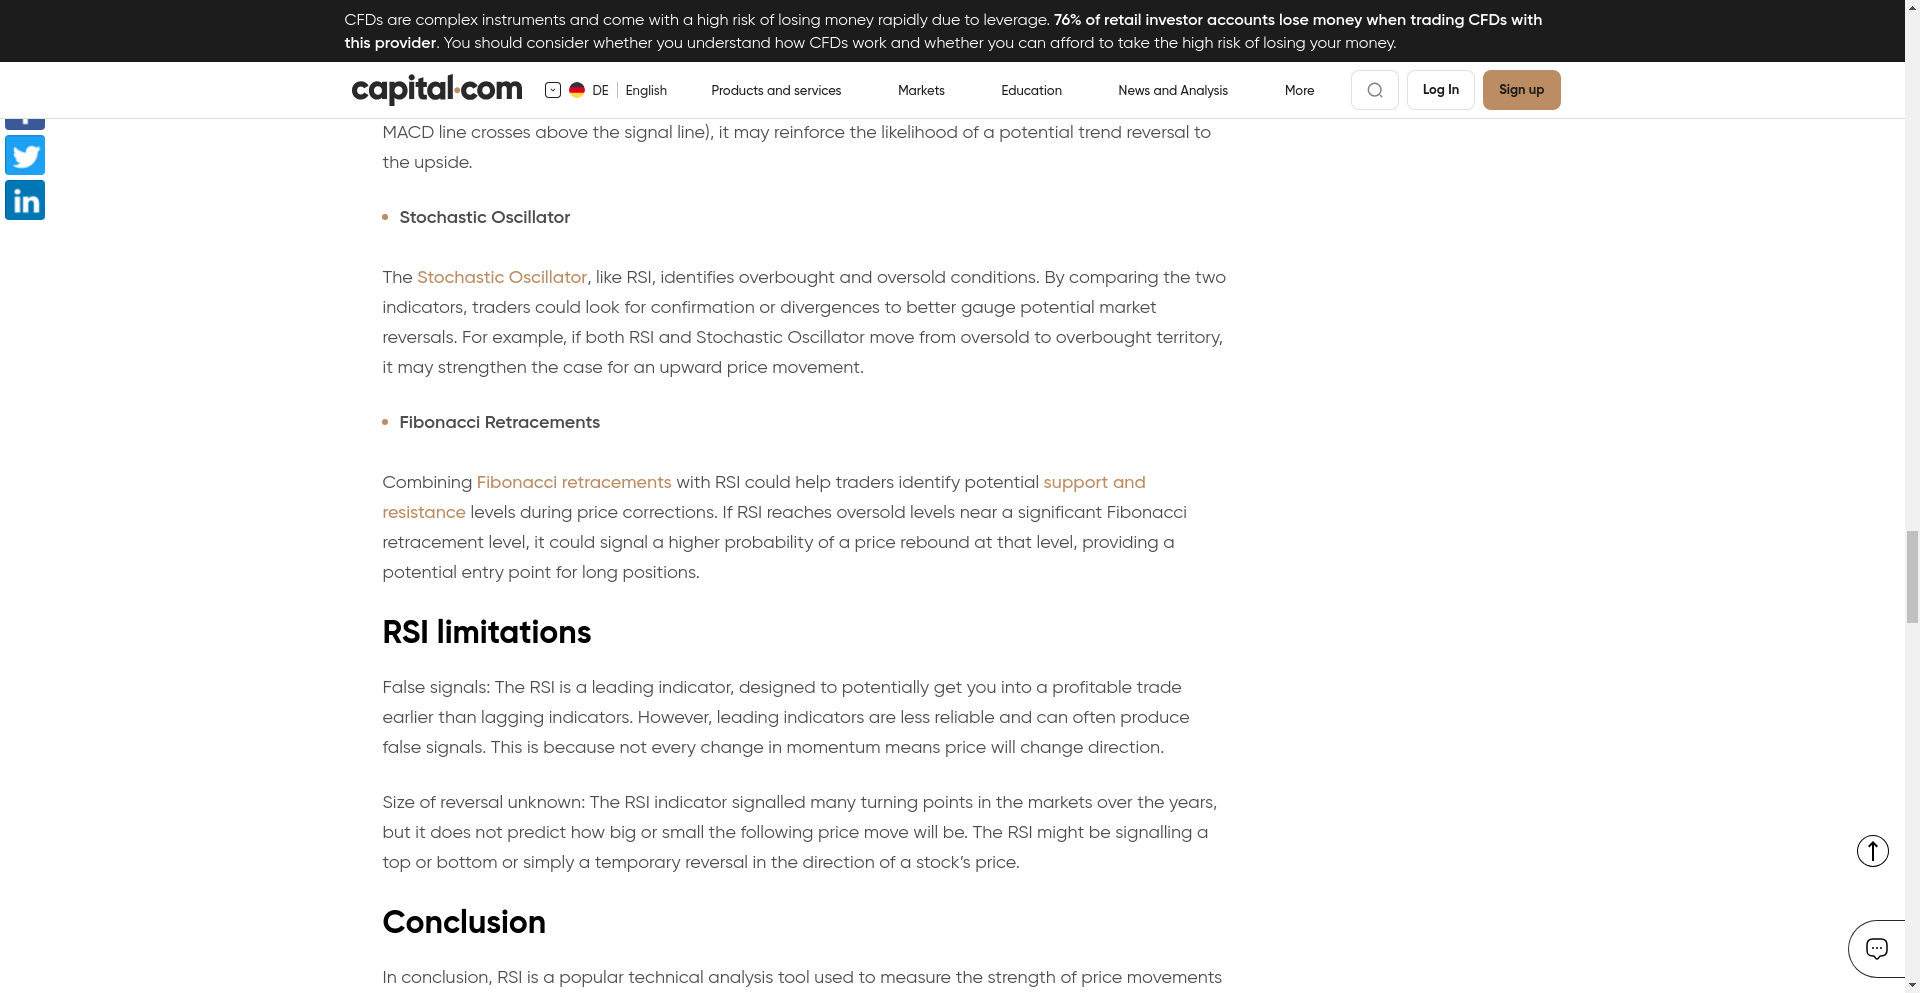 CFDs are complex instruments and come with a high risk of losing money rapidly due to leverage. 76% of retail investor accounts lose money when trading CFDs with
this provider. You should consider whether you understand how CFDs work and whether you can afford to take the high risk of losing your money.
capital.com DE English Products and services Markets Education News and Analysis More Log In Sign up
MACD line crosses above the signal line), it may reinforce the likelihood of a potential trend reversal to
the upside.
in
Stochastic Oscillator
The Stochastic Oscillator, like RSI, identifies overbought and oversold conditions. By comparing the two
indicators, traders could look for confirmation or divergences to better gauge potential market
reversals. For example, if both RSI and Stochastic Oscillator move from oversold to overbought territory,
it may strengthen the case for an upward price movement.
Fibonacci Retracements
Combining Fibonacci retracements with RSI could help traders identify potential support and
resistance levels during price corrections. If RSI reaches oversold levels near a significant Fibonacci
retracement level, it could signal a higher probability of a price rebound at that level, providing a
potential entry point for long positions.
RSI limitations
False signals: The RSI is a leading indicator, designed to potentially get you into a profitable trade
earlier than lagging indicators. However, leading indicators are less reliable and can often produce
false signals. This is because not every change in momentum means price will change direction.
Size of reversal unknown: The RSI indicator signalled many turning points in the markets over the years,
but it does not predict how big or small the following price move will be. The RSI might be signalling a
top or bottom or simply a temporary reversal in the direction of a stock’s price.
Conclusion
In conclusion, RSI is a popular technical analysis tool used to measure the strength of price movements